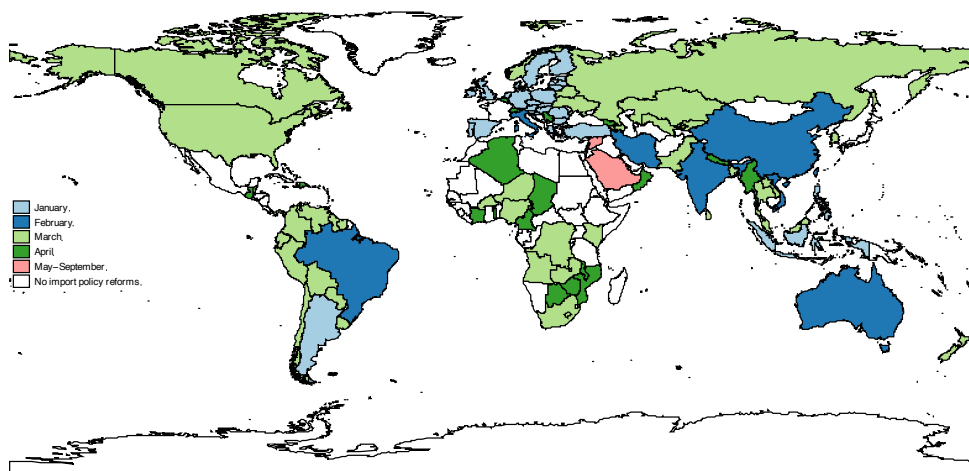 January,
February,
March,
April,
May–September,
No import policy reforms,